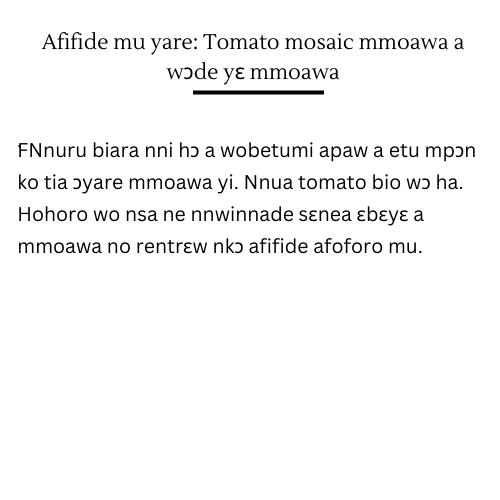 Afifide mu yare: Tomato mosaic mmoawa a
wɔde yɛ mmoawa
FNnuru biara nni hɔ a wobetumi apaw a etu mpɔn
ko tia ɔyare mmoawa yi. Nnua tomato bio wɔ ha.
Hohoro wo nsa ne nnwinnade sɛnea ɛbɛyɛ a
mmoawa no rentrɛw nkɔ afifide afoforo mu.